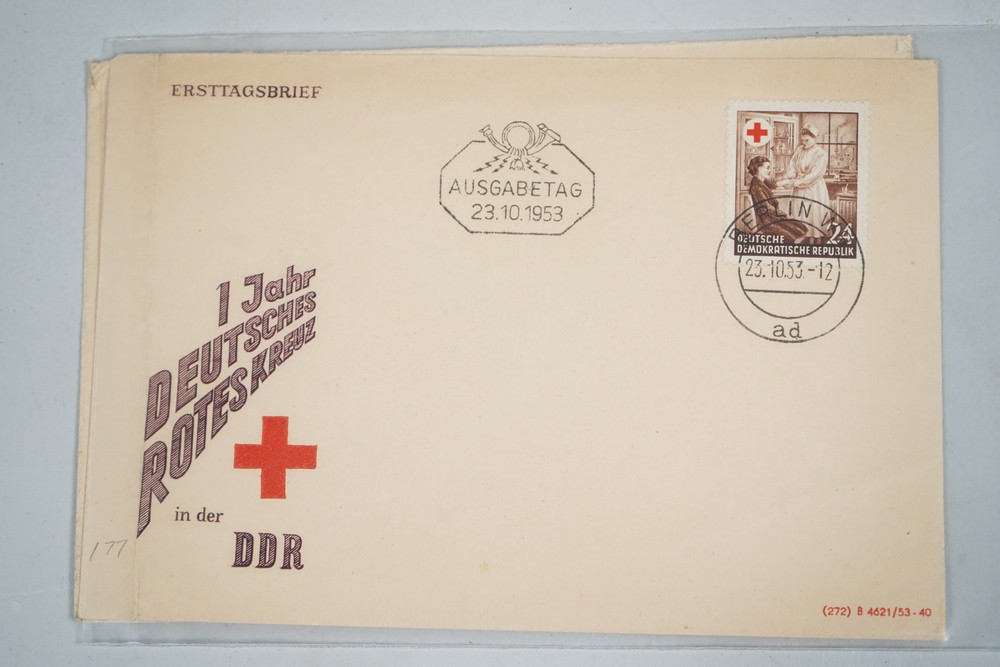 ERSTTAGSBRIEF
AUSGABETAG
23.10.1953
24
DEUTSCHE
DEMOKRATISCHE REPUBLIK
BERLIN W
23.10.53.-12
ad
1 Jahr
DEUTSCHES
ROTES KREUZ
in der
DDR
177
(272) B 4621/53-40